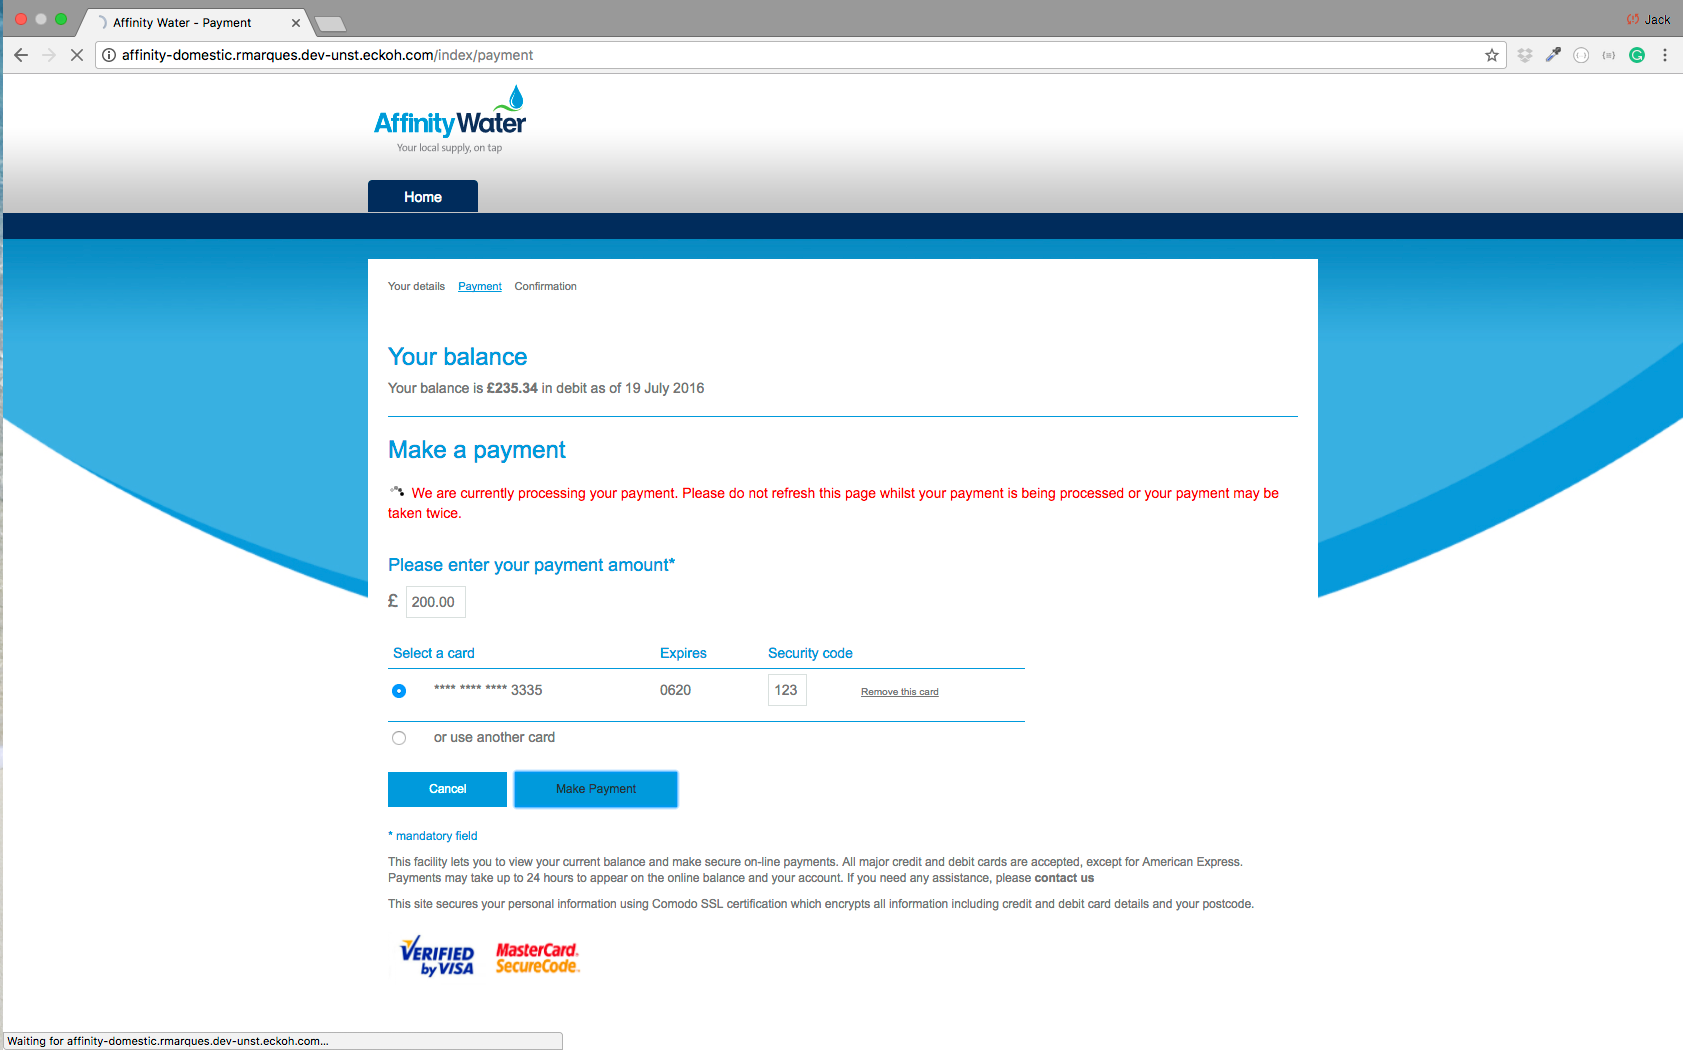 Affinity Water - Payment
Jack
affinity-domestic.rmarques.dev-unst.eckoh.com/index/payment
AffinityWater
Your local supply, on tap
Home
Your details Payment Confirmation
Your balance
Your balance is £235.34 in debit as of 19 July 2016
Make a payment
We are currently processing your payment. Please do not refresh this page whilst your payment is being processed or your payment may be
taken twice.
Please enter your payment amount*
£ 200.00
Select a card Expires Security code
**** **** **** 3335 0620 123 Remove this card
or use another card
Cancel Make Payment
* mandatory field
This facility lets you to view your current balance and make secure on-line payments. All major credit and debit cards are accepted, except for American Express.
Payments may take up to 24 hours to appear on the online balance and your account. If you need any assistance, please contact us
This site secures your personal information using Comodo SSL certification which encrypts all information including credit and debit card details and your postcode.
VERIFIED MasterCard.
by VISA SecureCode.
Waiting for affinity-domestic.rmarques.dev-unst.eckoh.com...